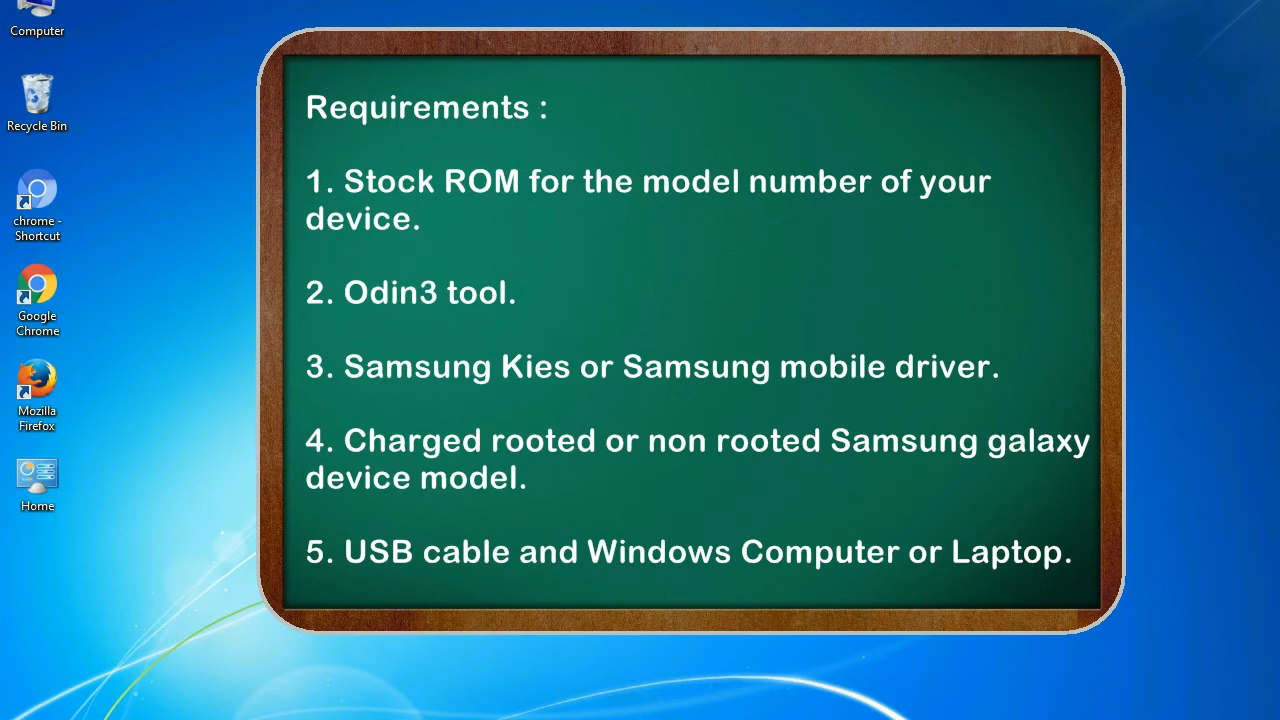 Computer
Recycle Bin
chrome -
Shortcut
Google
Chrome
Mozilla
Firefox
Home
Requirements :
1. Stock ROM for the model number of your
device.
2. Odin3 tool.
3. Samsung Kies or Samsung mobile driver.
4. Charged rooted or non rooted Samsung galaxy
device model.
5. USB cable and Windows Computer or Laptop.